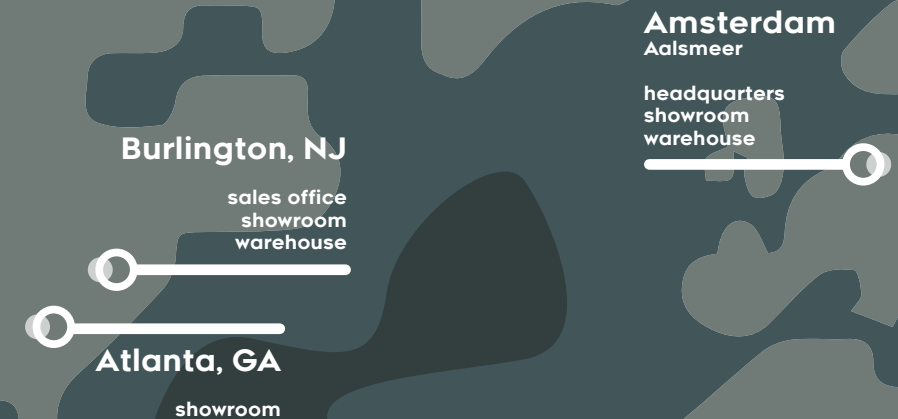 Amsterdam
Aalsmeer
headquarters
showroom
warehouse
Burlington, NJ
sales office
showroom
warehouse
Atlanta, GA
showroom